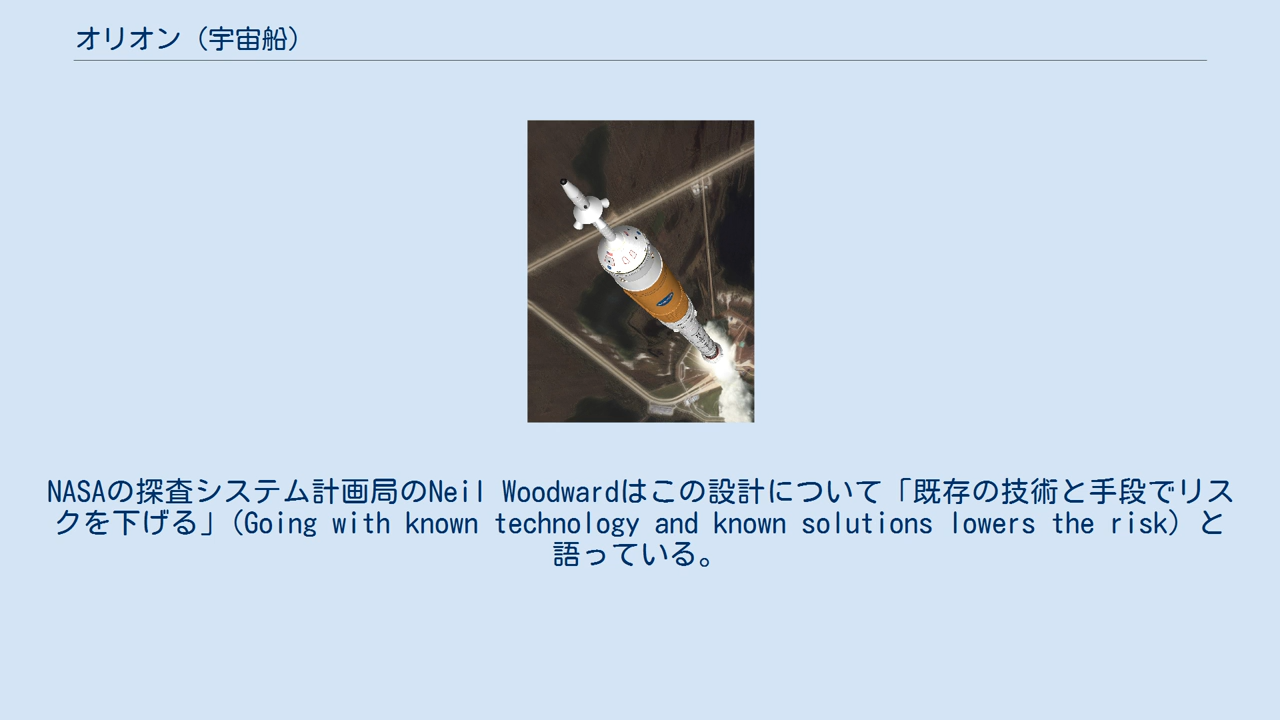 オリオン（宇宙船）
NASAの探査システム計画局のNeil Woodwardはこの設計について「既存の技術と手段でリス
クを下げる」（Going with known technology and known solutions lowers the risk）と
語っている。